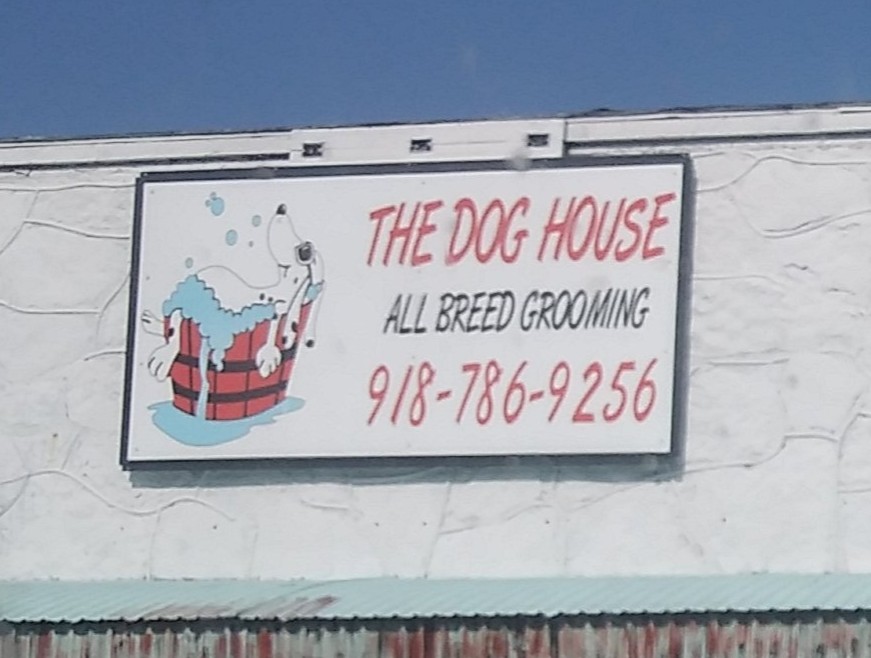 THE DOG HOUSE
ALL BREED GROOMING
918-786-9256